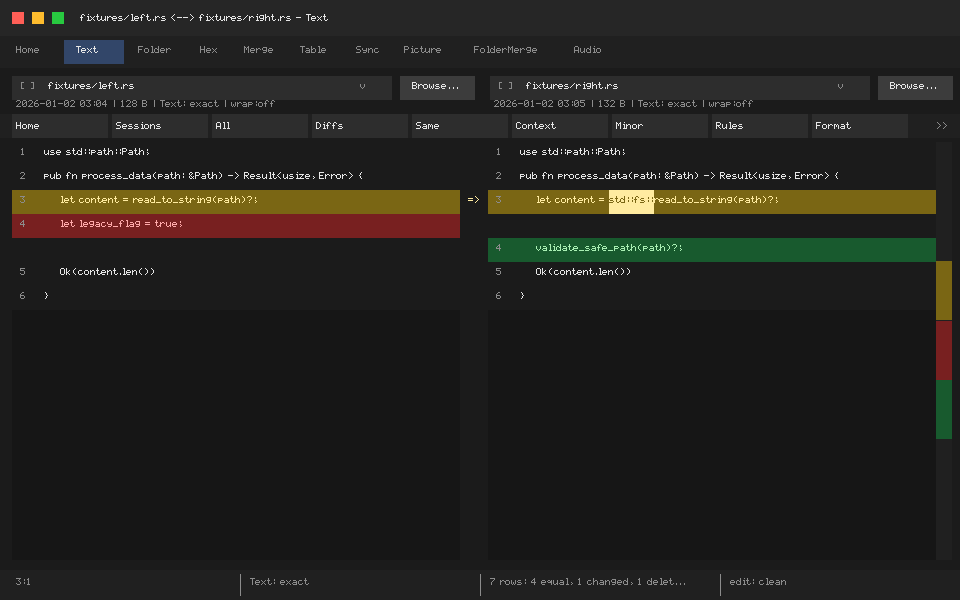 fixtures/left.rs <--> fixtures/right.rs - Text
Home Text Folder Hex Merge Table Sync Picture FolderMerge Audio
[ ] fixtures/left.rs v Browse... [ ] fixtures/right.rs v Browse...
2026-01-02 03:04 | 128 B | Text: exact | wrap:off 2026-01-02 03:05 | 132 B | Text: exact | wrap:off
Home Sessions All Diffs Same Context Minor Rules Format >>
1 use std::path::Path; 1 use std::path::Path;
2 pub fn process_data(path: &Path) -> Result(usize, Error) { 2 pub fn process_data(path: &Path) -> Result(usize, Error) {
3 let content = read_to_string(path)?; => 3 let content = std::fs::read_to_string(path)?;
4 let legacy_flag = true;
4 validate_safe_path(path)?;
5 Ok(content.len()) 5 Ok(content.len())
6 } 6 }
3:1 Text: exact 7 rows: 4 equal, 1 changed, 1 delet... edit: clean